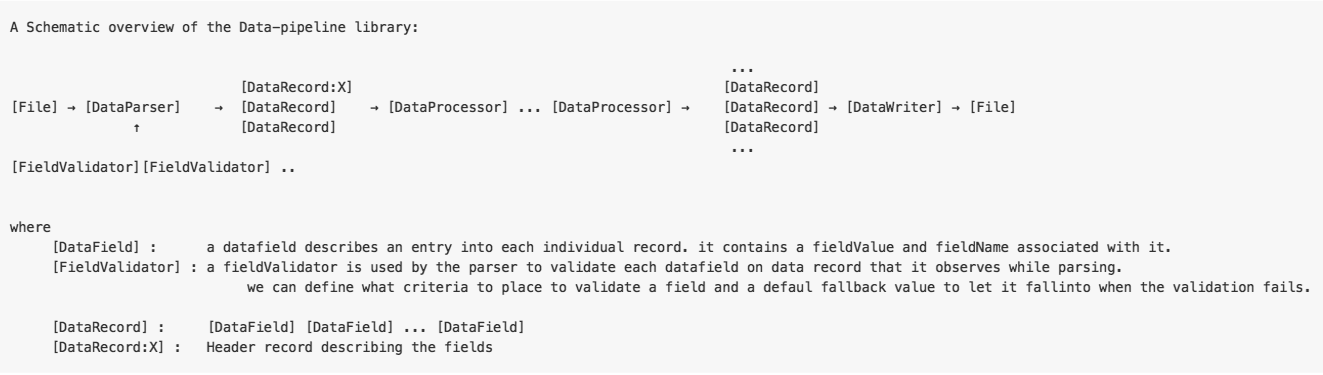 A Schematic overview of the Data-pipeline library:
...
[DataRecord:X] [DataRecord]
[File] → [DataParser] → [DataRecord] → [DataProcessor] ... [DataProcessor] → [DataRecord] → [DataWriter] → [File]
↑ [DataRecord] [DataRecord]
...
[FieldValidator][FieldValidator] ..
where
[DataField] : a datafield describes an entry into each individual record. it contains a fieldValue and fieldName associated with it.
[FieldValidator] : a fieldValidator is used by the parser to validate each datafield on data record that it observes while parsing.
we can define what criteria to place to validate a field and a defaul fallback value to let it fallinto when the validation fails.
[DataRecord] : [DataField] [DataField] ... [DataField]
[DataRecord:X] : Header record describing the fields